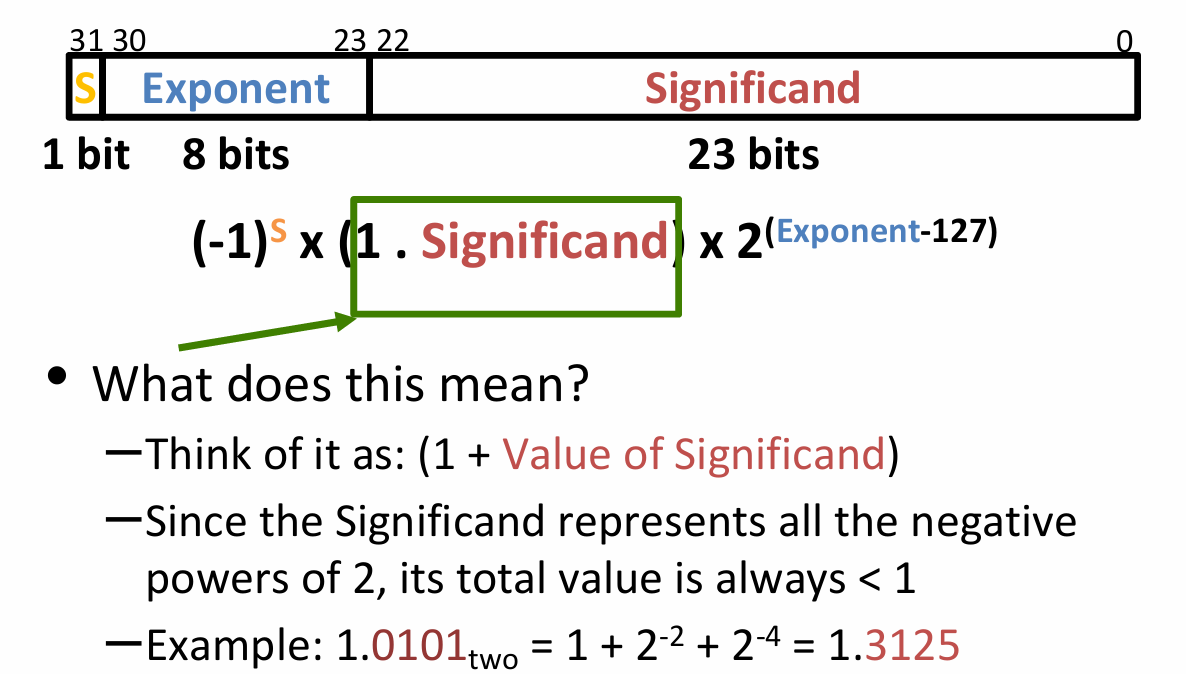 31 30 23 22 0
S Exponent Significand
1 bit 8 bits 23 bits
(-1)^S x (1 . Significand) x 2^(Exponent-127)
• What does this mean?
–Think of it as: (1 + Value of Significand)
–Since the Significand represents all the negative
powers of 2, its total value is always < 1
–Example: 1.0101_two = 1 + 2^-2 + 2^-4 = 1.3125